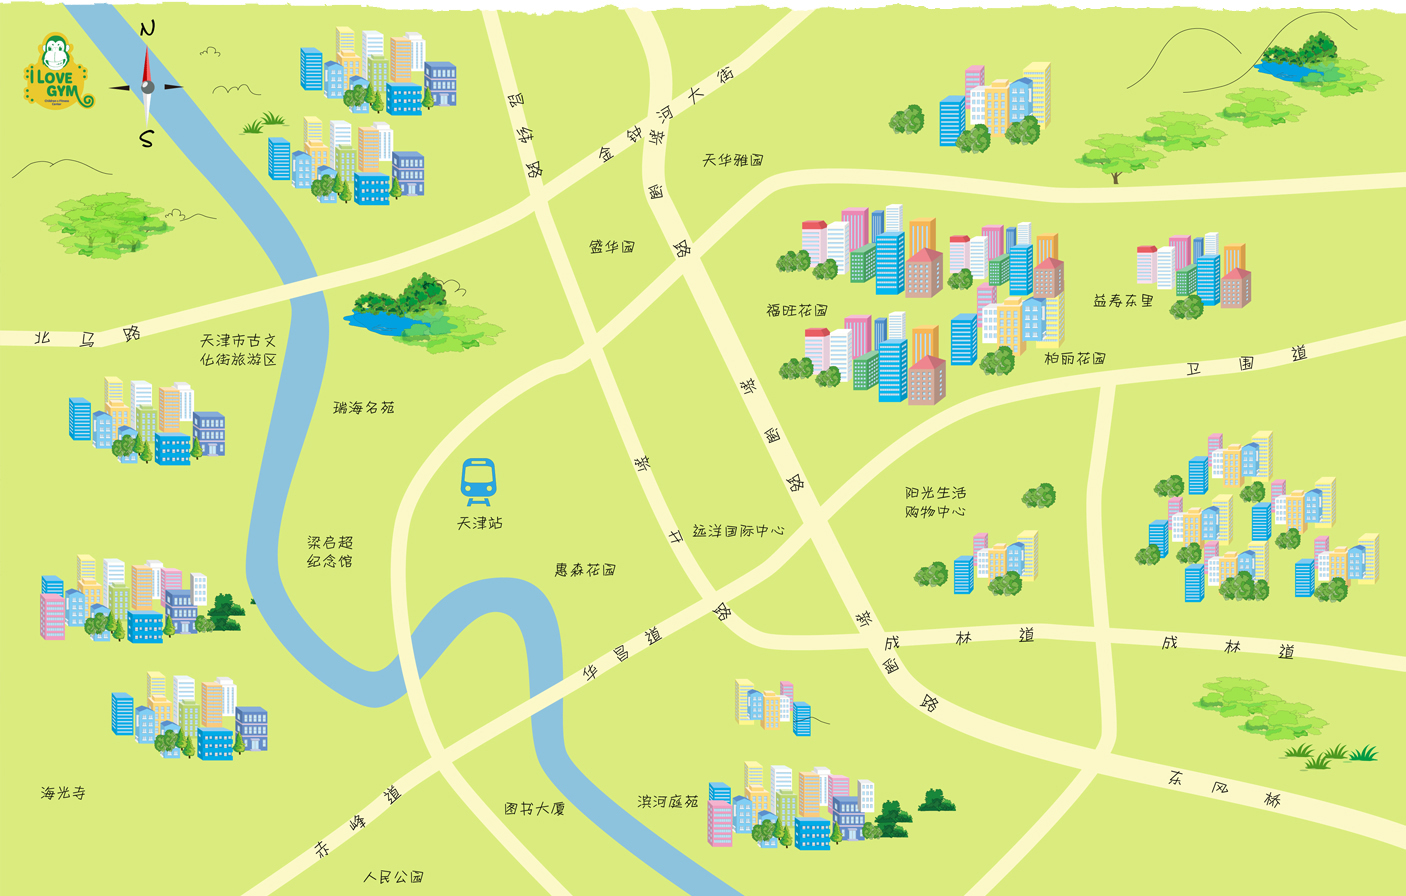 N
S
I LOVE
GYM
昆纬路
金钟河大街
新阔路
天华雅园
盛华园
北马路
天津市古文
化街旅游区
福旺花园
益寿东里
柏丽花园
卫国道
瑞海名苑
新阔路
新开路
天津站
阳光生活
购物中心
远洋国际中心
梁启超
纪念馆
惠森花园
华昌道
新阔路
成林道
成林道
海光寺
赤峰道
图书大厦
滨河庭苑
东风桥
人民公园